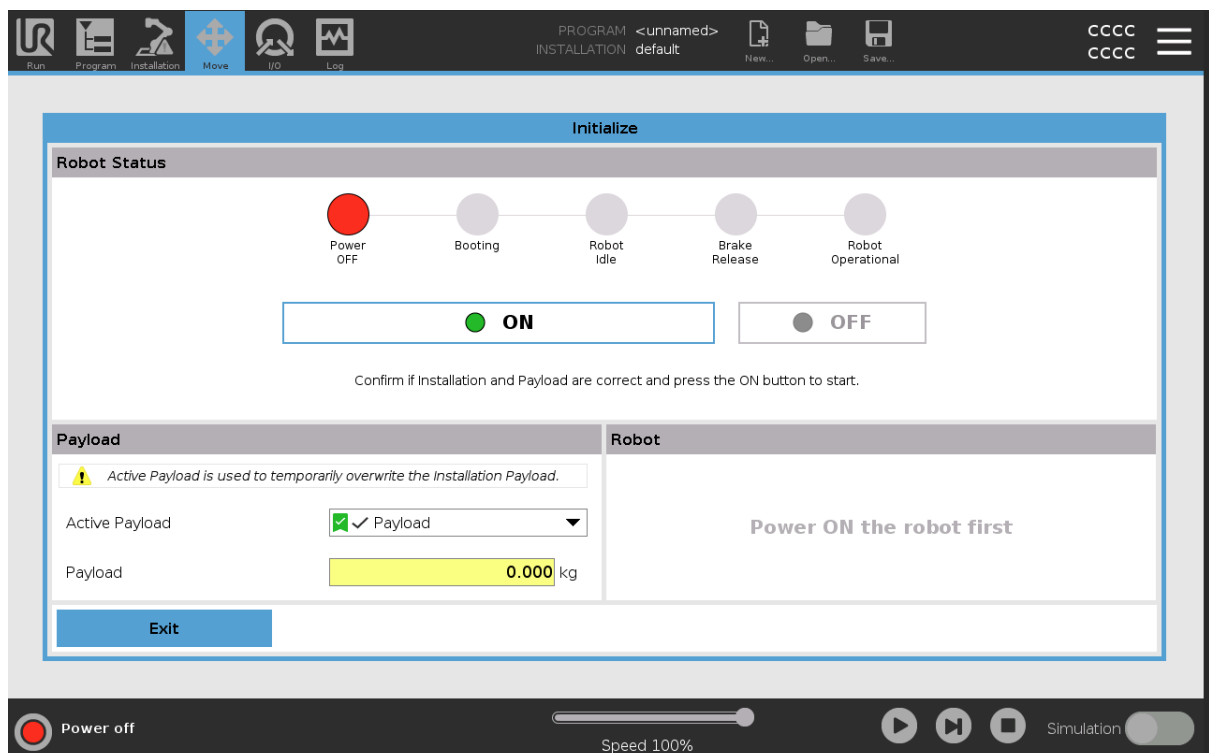 UR
PROGRAM <unnamed>
INSTALLATION default
Run Program Installation Move I/O Log New... Open... Save...
CCCC
CCCC
Initialize
Robot Status
Power
OFF
Booting
Robot
Idle
Brake
Release
Robot
Operational
ON
OFF
Confirm if Installation and Payload are correct and press the ON button to start.
Payload
Active Payload is used to temporarily overwrite the Installation Payload.
Active Payload
Payload
Payload
0.000 kg
Robot
Power ON the robot first
Exit
Power off
Speed 100%
Simulation